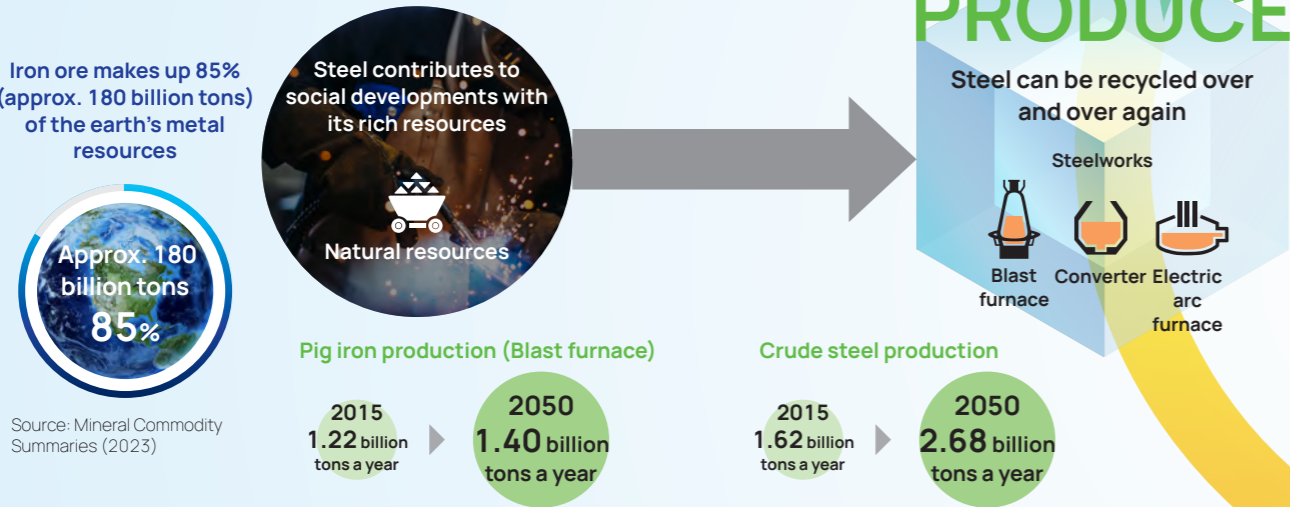 Iron ore makes up 85%
(approx. 180 billion tons)
of the earth's metal
resources
Approx. 180
billion tons
85%
Source: Mineral Commodity
Summaries (2023)
Steel contributes to
social developments with
its rich resources
Natural resources
PRODUCE
Steel can be recycled over
and over again
Steelworks
Blast
furnace
Converter
Electric
arc
furnace
Pig iron production (Blast furnace)
2015
1.22 billion
tons a year
2050
1.40 billion
tons a year
Crude steel production
2015
1.62 billion
tons a year
2050
2.68 billion
tons a year